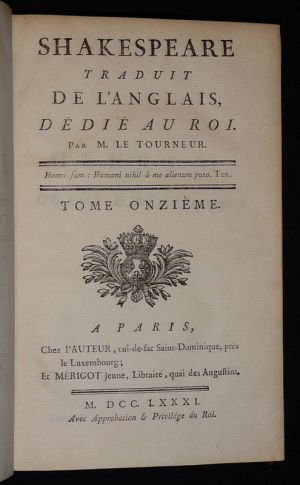 SHAKESPEARE
TRADUIT
DE L'ANGLAIS,
DÉDIÉ AU ROI.
PAR M. LE TOURNEUR.
Homo sum : Humani nihil à me alienum puto. TER.
TOME ONZIÈME.
A PARIS,
Chez l'AUTEUR, cul-de-sac Saint-Dominique, près
le Luxembourg;
Et MÉRIGOT jeune, Libraire, quai des Augustins,
M. DCC. LXXXI.
Avec Approbation & Privilége du Roi.